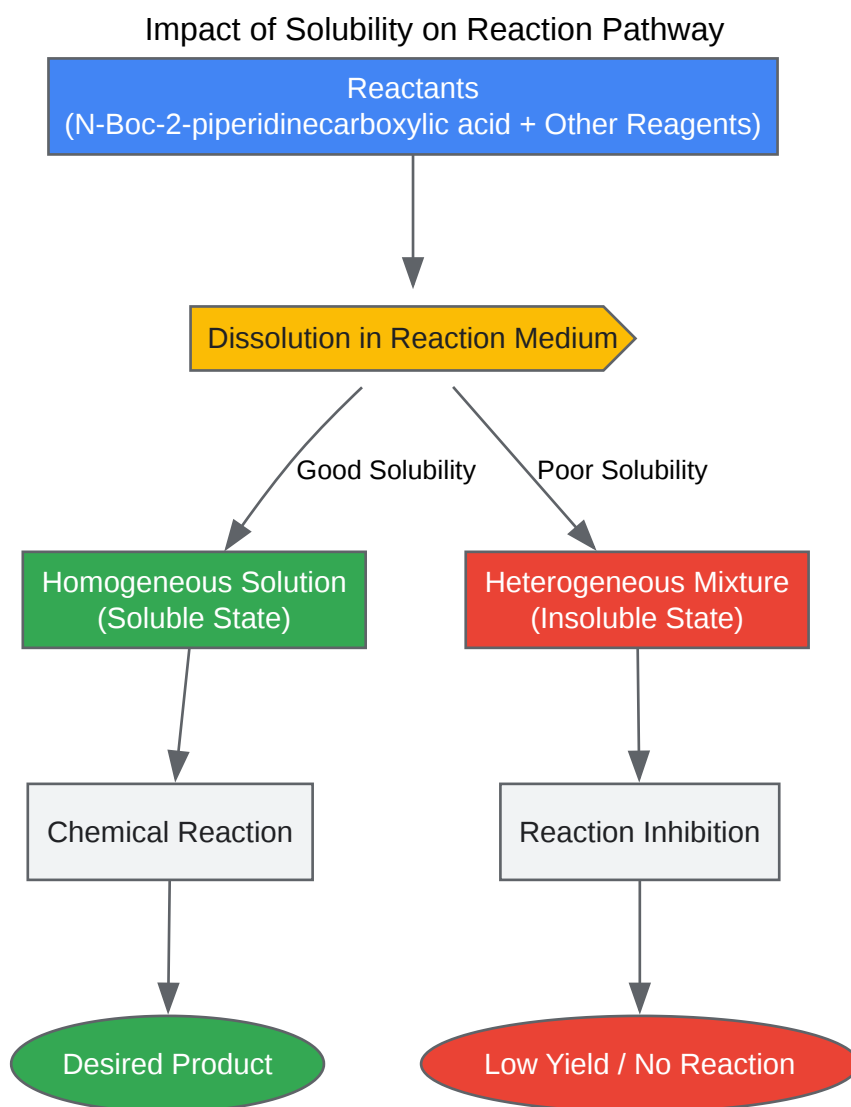 Impact of Solubility on Reaction Pathway
Reactants
(N-Boc-2-piperidinecarboxylic acid + Other Reagents)
Dissolution in Reaction Medium
Good Solubility
Poor Solubility
Homogeneous Solution
(Soluble State)
Heterogeneous Mixture
(Insoluble State)
Chemical Reaction
Reaction Inhibition
Desired Product
Low Yield / No Reaction